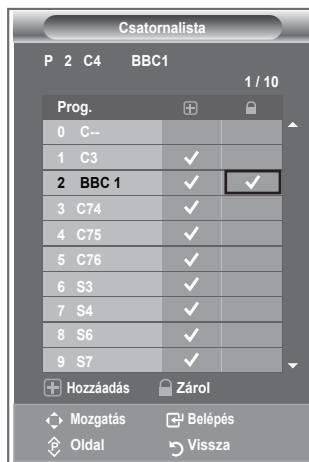 Csatornalista
P 2 C4 BBC1
1 / 10
Prog.
0 C--
1 C3
2 BBC 1
3 C74
4 C75
5 C76
6 S3
7 S4
8 S6
9 S7
Hozzáadás Zárol
Mozgatás Belépés
Oldal Vissza